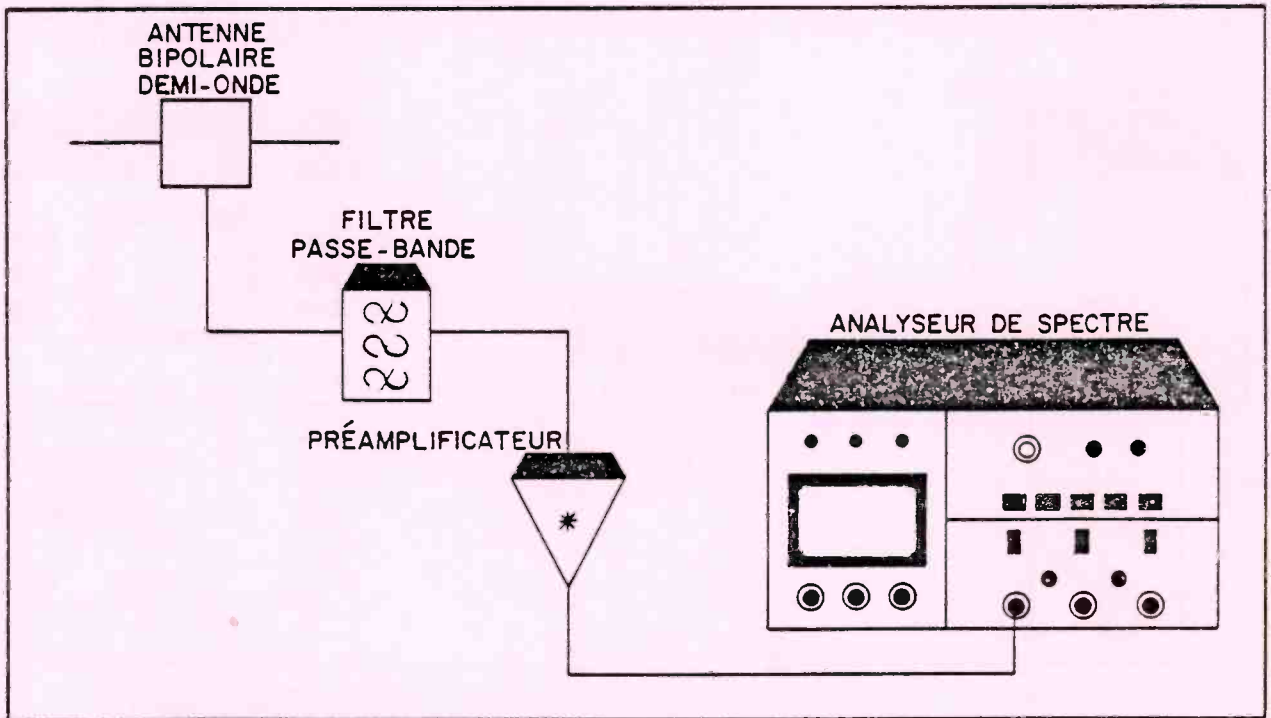 ANTENNE
BIPOLAIRE
DEMI-ONDE
FILTRE
PASSE-BANDE
ANALYSEUR DE SPECTRE
PRÉAMPLIFICATEUR
*